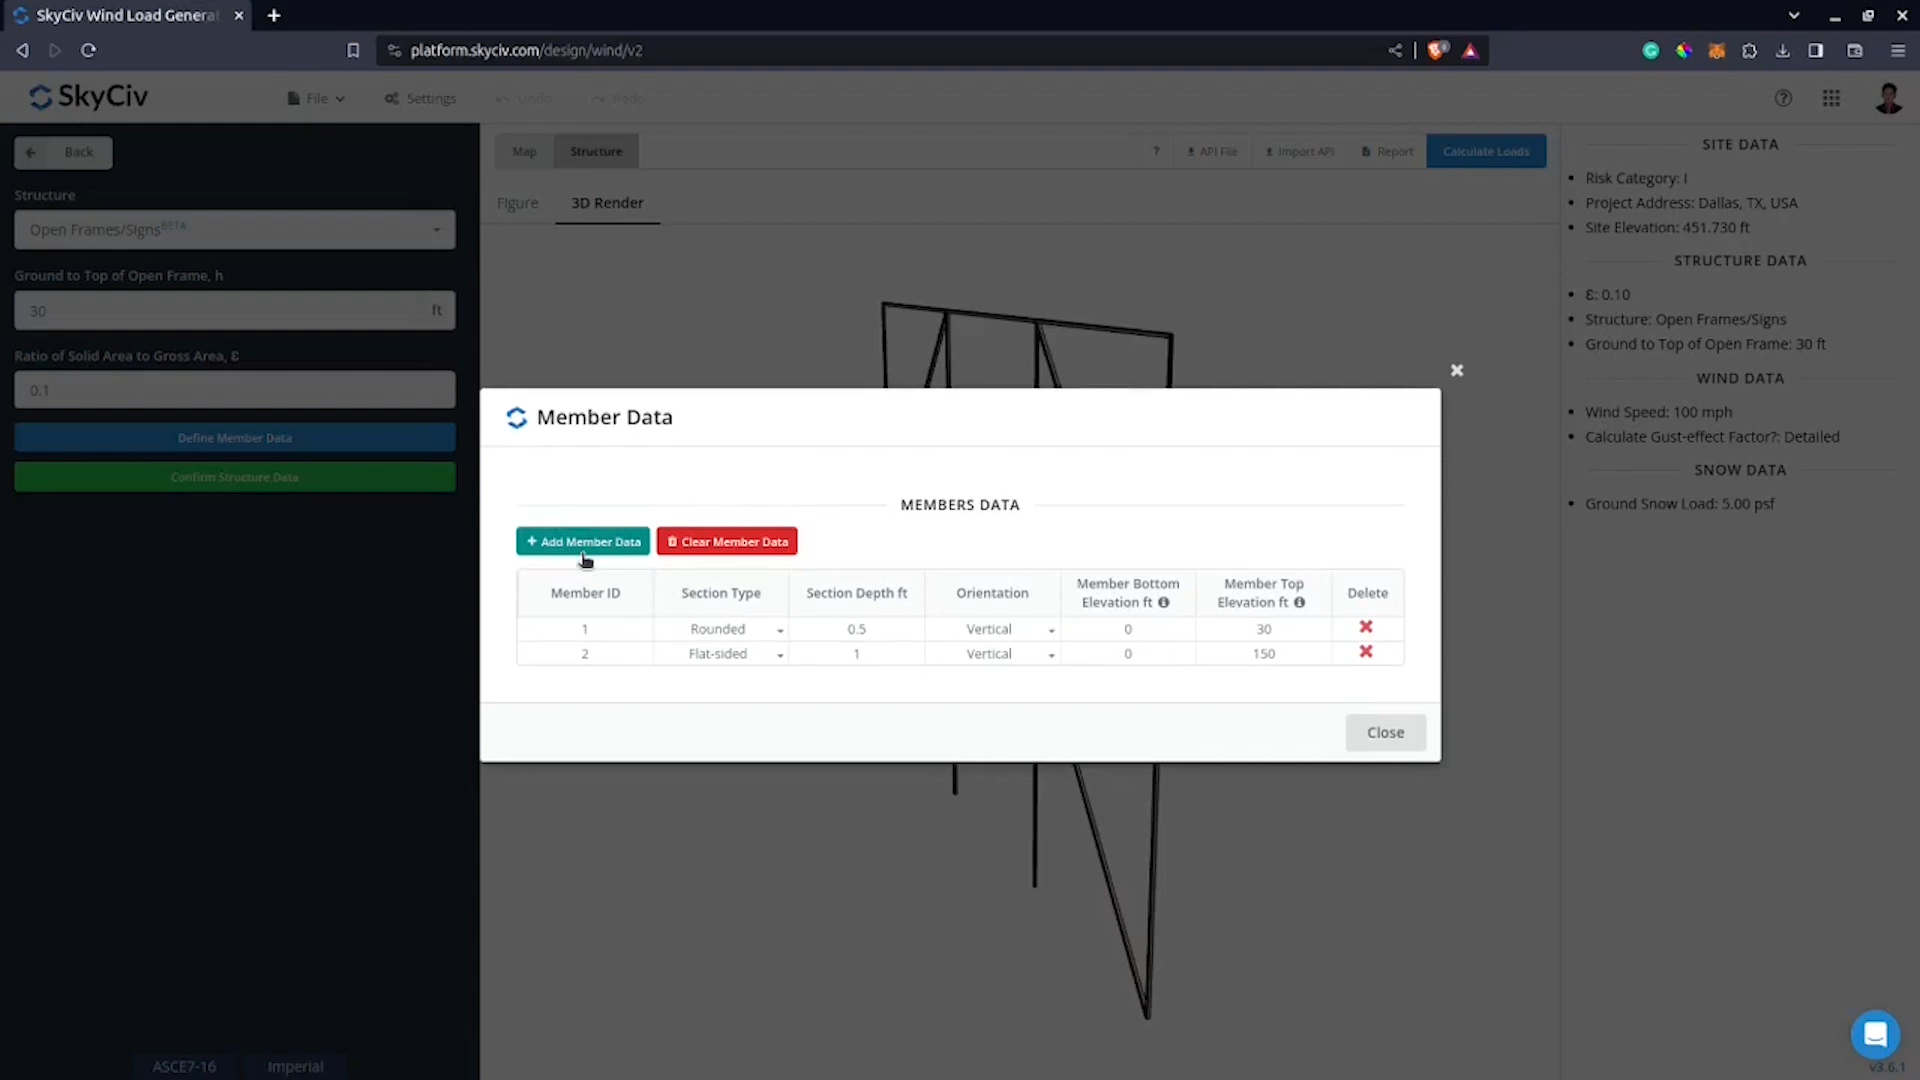 SkyCiv Wind Load Genera
platform.skyciv.com/design/wind/v2
SkyCiv
File
Settings
Undo
Redo
Back
Structure
Open Frames/Signs BETA
Ground to Top of Open Frame, h
30
ft
Ratio of Solid Area to Gross Area, Ɛ
0.1
Define Member Data
Confirm Structure Data
ASCE7-16
Imperial
Map
Structure
?
API File
Import API
Report
Calculate Loads
Figure
3D Render
Member Data
MEMBERS DATA
+ Add Member Data
Clear Member Data
Member ID
Section Type
Section Depth ft
Orientation
Member Bottom
Elevation ft
Member Top
Elevation ft
Delete
1 Rounded 0.5 Vertical 0 30
2 Flat-sided 1 Vertical 0 150
Close
SITE DATA
Risk Category: I
Project Address: Dallas, TX, USA
Site Elevation: 451.730 ft
STRUCTURE DATA
Ɛ: 0.10
Structure: Open Frames/Signs
Ground to Top of Open Frame: 30 ft
WIND DATA
Wind Speed: 100 mph
Calculate Gust-effect Factor?: Detailed
SNOW DATA
Ground Snow Load: 5.00 psf
v3.6.1